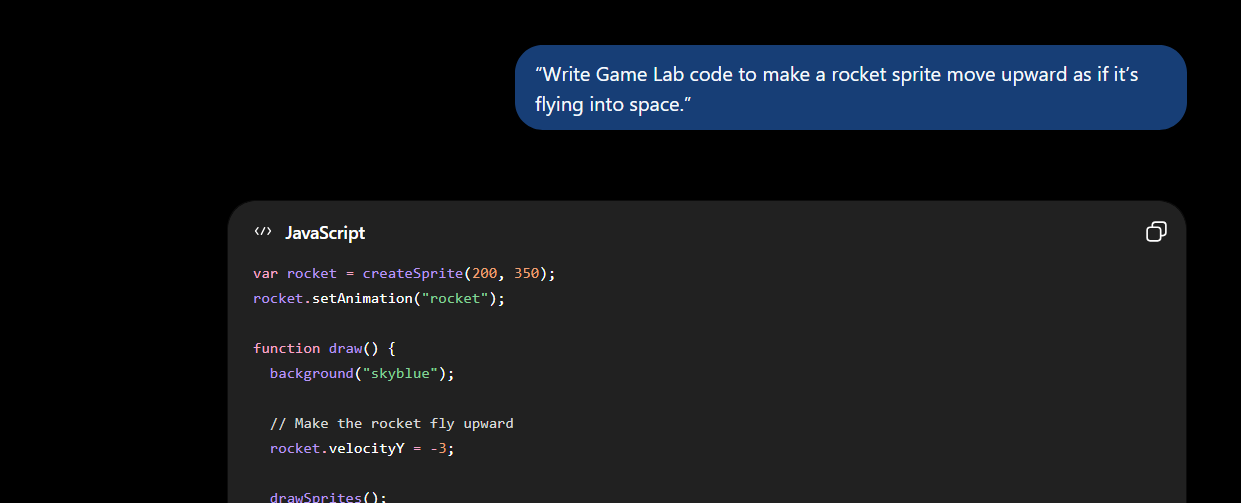 “Write Game Lab code to make a rocket sprite move upward as if it’s
flying into space.”
</> JavaScript
var rocket = createSprite(200, 350);
rocket.setAnimation("rocket");
function draw() {
  background("skyblue");
  // Make the rocket fly upward
  rocket.velocityY = -3;
  drawSprites();